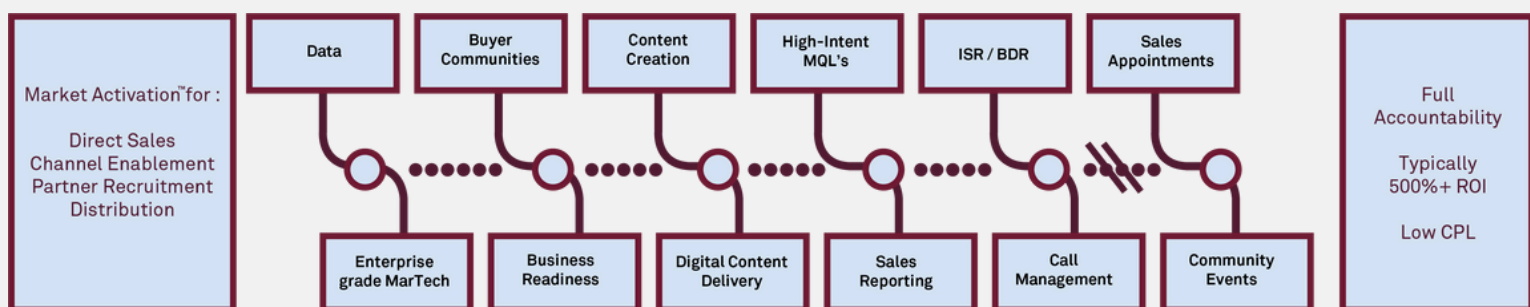 Market Activation™for :
Direct Sales
Channel Enablement
Partner Recruitment
Distribution
Data
Buyer
Communities
Content
Creation
High-Intent
MQL's
ISR / BDR
Sales
Appointments
Enterprise
grade MarTech
Business
Readiness
Digital Content
Delivery
Sales
Reporting
Call
Management
Community
Events
Full
Accountability
Typically
500%+ ROI
Low CPL